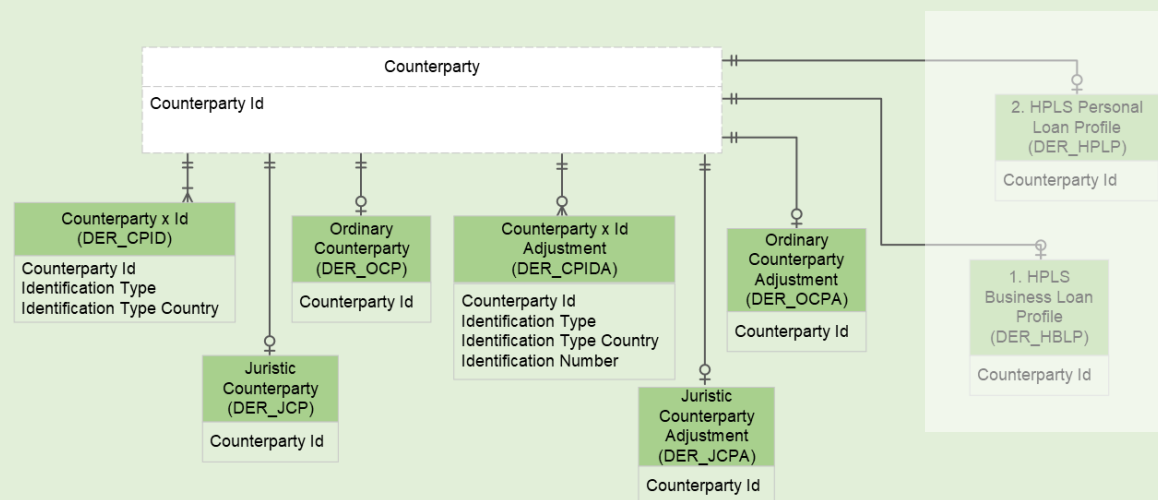 Counterparty
Counterparty Id
Counterparty x Id
(DER_CPID)
Counterparty Id
Identification Type
Identification Type Country
Juristic
Counterparty
(DER_JCP)
Counterparty Id
Ordinary
Counterparty
(DER_OCP)
Counterparty Id
Counterparty x Id
Adjustment
(DER_CPIDA)
Counterparty Id
Identification Type
Identification Type Country
Identification Number
Juristic
Counterparty
Adjustment
(DER_JCPA)
Counterparty Id
Ordinary
Counterparty
Adjustment
(DER_OCPA)
Counterparty Id
2. HPLS Personal
Loan Profile
(DER_HPLP)
Counterparty Id
1. HPLS
Business Loan
Profile
(DER_HBLP)
Counterparty Id